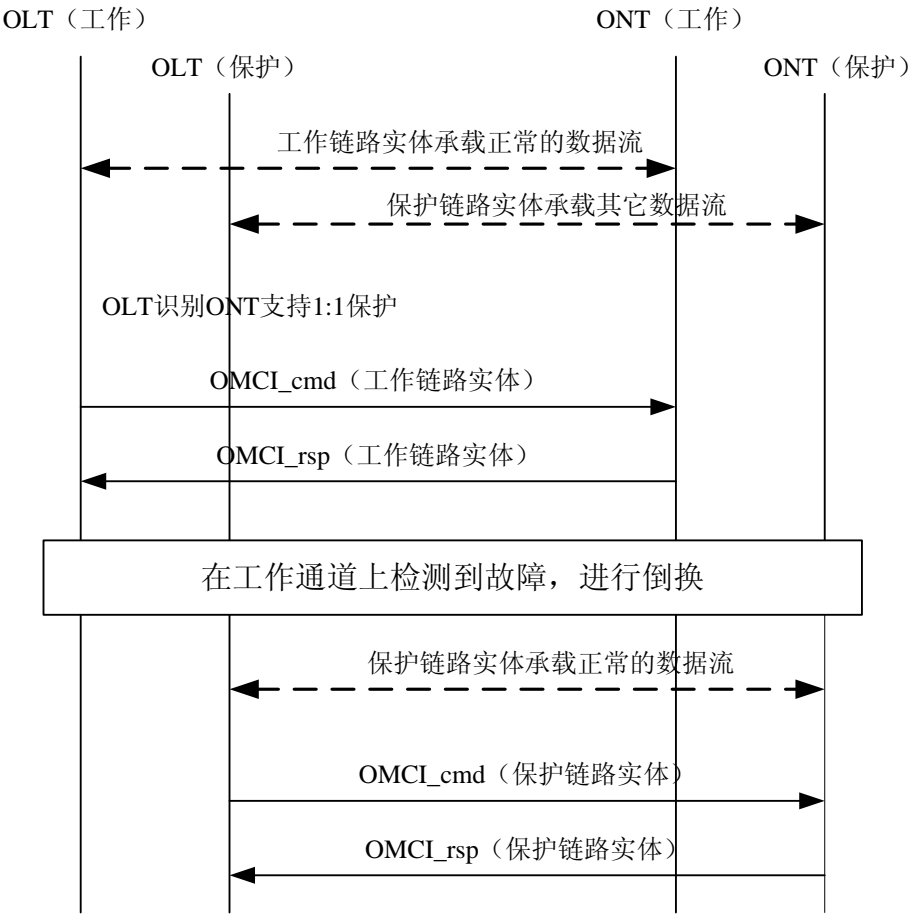 OLT（工作）
ONT（工作）
OLT（保护）
ONT（保护）
工作链路实体承载正常的数据流
保护链路实体承载其它数据流
OLT识别ONT支持1:1保护
OMCI_cmd（工作链路实体）
OMCI_rsp（工作链路实体）
在工作通道上检测到故障，进行倒换
保护链路实体承载正常的数据流
OMCI_cmd（保护链路实体）
OMCI_rsp（保护链路实体）